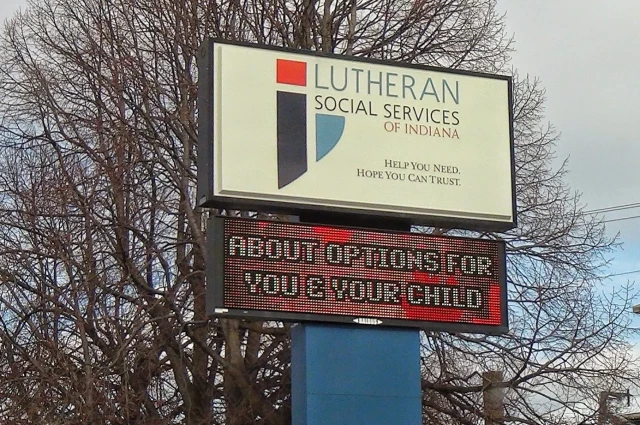 LUTHERAN
SOCIAL SERVICES
OF INDIANA
HELP YOU NEED.
HOPE YOU CAN TRUST.
ABOUT OPTIONS FOR
YOU & YOUR CHILD